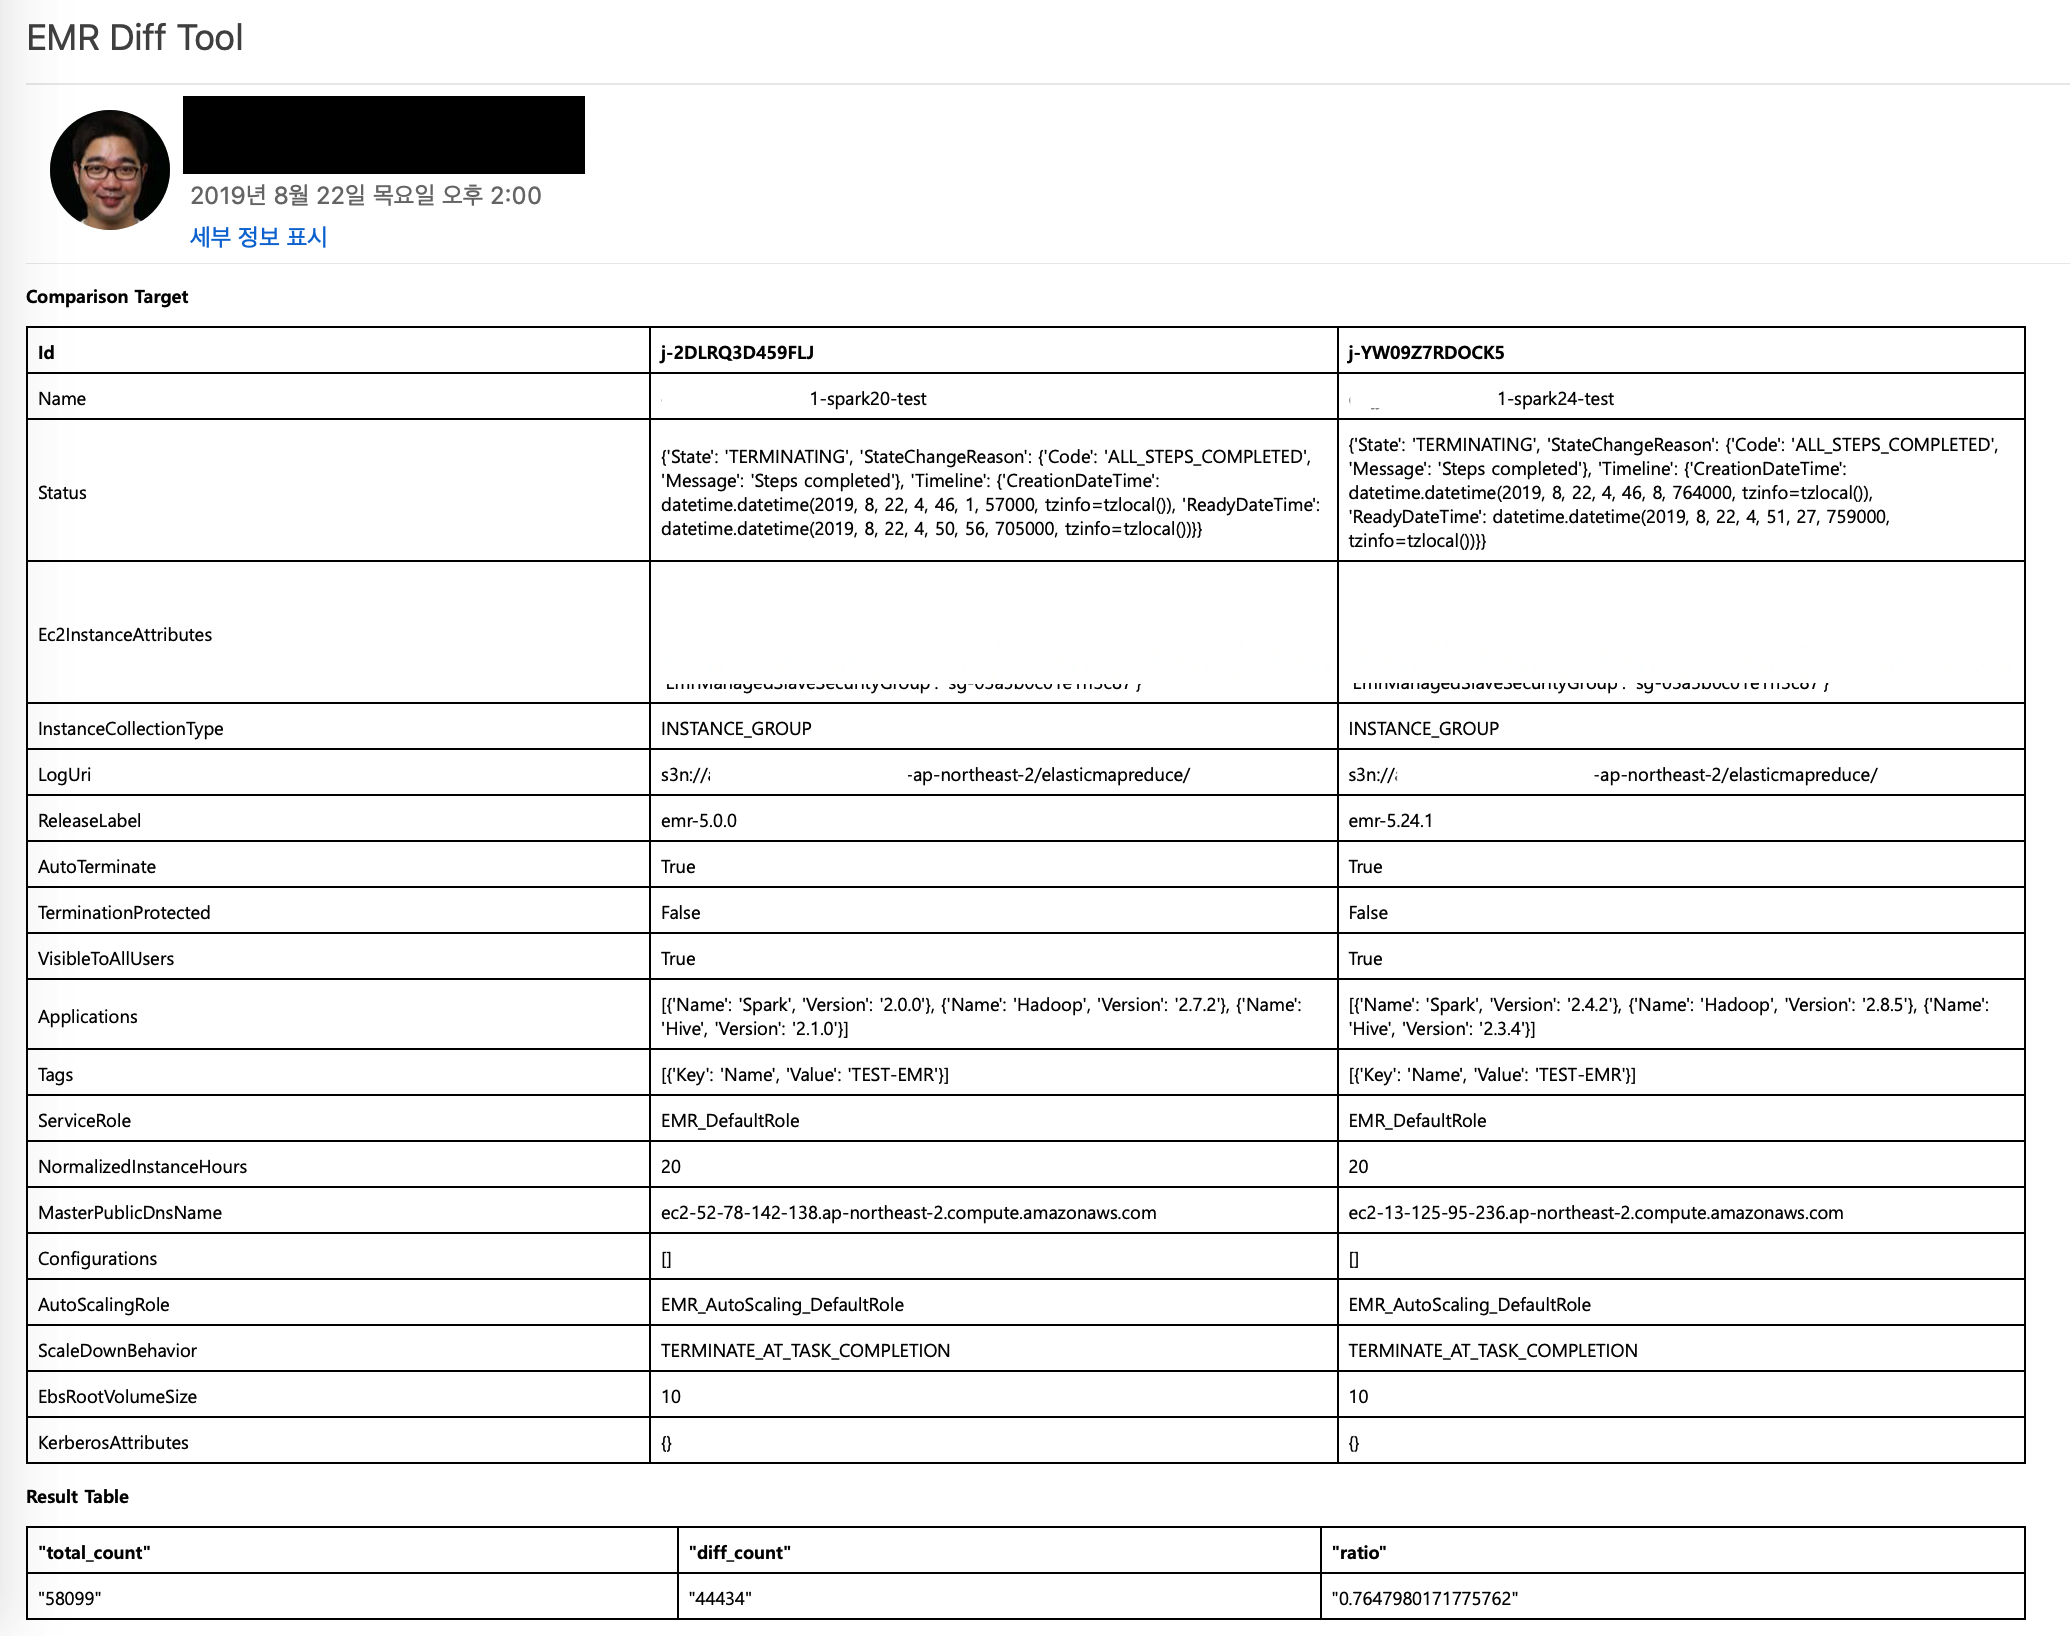 EMR Diff Tool
2019년 8월 22일 목요일 오후 2:00
세부 정보 표시
Comparison Target
Id j-2DLRQ3D459FLJ j-YW09Z7RDOCK5
Name 1-spark20-test 1-spark24-test
Status
{'State': 'TERMINATING', 'StateChangeReason': {'Code': 'ALL_STEPS_COMPLETED',
'Message': 'Steps completed'}, 'Timeline': {'CreationDateTime':
datetime.datetime(2019, 8, 22, 4, 46, 1, 57000, tzinfo=tzlocal()), 'ReadyDateTime':
datetime.datetime(2019, 8, 22, 4, 50, 56, 705000, tzinfo=tzlocal())}}
{'State': 'TERMINATING', 'StateChangeReason': {'Code': 'ALL_STEPS_COMPLETED',
'Message': 'Steps completed'}, 'Timeline': {'CreationDateTime':
datetime.datetime(2019, 8, 22, 4, 46, 8, 764000, tzinfo=tzlocal()),
'ReadyDateTime': datetime.datetime(2019, 8, 22, 4, 51, 27, 759000,
tzinfo=tzlocal())}}
Ec2InstanceAttributes
InstanceCollectionType INSTANCE_GROUP INSTANCE_GROUP
LogUri s3n:// -ap-northeast-2/elasticmapreduce/ s3n:// -ap-northeast-2/elasticmapreduce/
ReleaseLabel emr-5.0.0 emr-5.24.1
AutoTerminate True True
TerminationProtected False False
VisibleToAllUsers True True
Applications
[{'Name': 'Spark', 'Version': '2.0.0'}, {'Name': 'Hadoop', 'Version': '2.7.2'}, {'Name':
'Hive', 'Version': '2.1.0'}]
[{'Name': 'Spark', 'Version': '2.4.2'}, {'Name': 'Hadoop', 'Version': '2.8.5'}, {'Name':
'Hive', 'Version': '2.3.4'}]
Tags [{'Key': 'Name', 'Value': 'TEST-EMR'}] [{'Key': 'Name', 'Value': 'TEST-EMR'}]
ServiceRole EMR_DefaultRole EMR_DefaultRole
NormalizedInstanceHours 20 20
MasterPublicDnsName ec2-52-78-142-138.ap-northeast-2.compute.amazonaws.com ec2-13-125-95-236.ap-northeast-2.compute.amazonaws.com
Configurations [] []
AutoScalingRole EMR_AutoScaling_DefaultRole EMR_AutoScaling_DefaultRole
ScaleDownBehavior TERMINATE_AT_TASK_COMPLETION TERMINATE_AT_TASK_COMPLETION
EbsRootVolumeSize 10 10
KerberosAttributes {} {}
Result Table
"total_count" "diff_count" "ratio"
"58099" "44434" "0.7647980171775762"